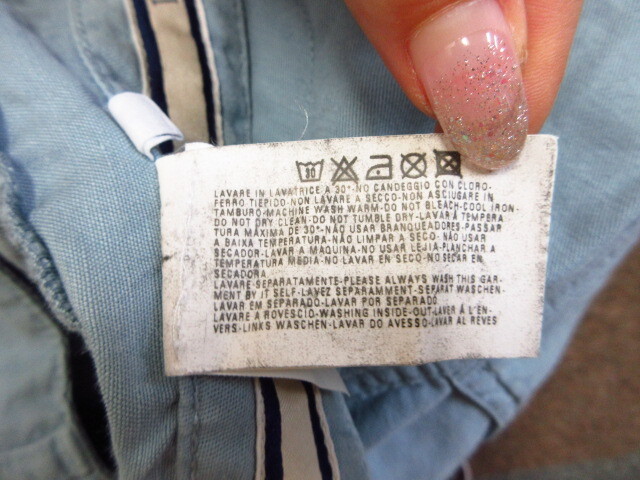 30
LAVARE IN LAVATRICE A 30°-NO CANDEGGIO CON CLORO-
FERRO TIEPIDO-NON LAVARE A SECCO-NON ASCIUGARE IN
TAMBURO-MACHINE WASH WARM-DO NOT BLEACH-COOL IRON-
DO NOT DRY CLEAN-DO NOT TUMBLE DRY-LAVAR Á TEMPERA
TURA MÁXIMA DE 30°-NÃO USAR BRANQUEADORES-PASSAR
A BAIXA TEMPERATURA-NÃO LIMPAR A SECO-NÃO USAR
SECADOR-LAVAR A MAQUINA-NO USAR LEJIA-PLANCHAR A
TEMPERATURA MEDIA-NO LAVAR EN SECO-NO SECAR EN
SECADORA
LAVARE SEPARATAMENTE-PLEASE ALWAYS WASH THIS GAR-
MENT BY IT SELF-LAVEZ SEPARAMMENT-SEPARAT WASCHEN-
LAVAR EM SEPARADO-LAVAR POR SEPARADO
LAVARE A ROVESCIO-WASHING INSIDE-OUT-LAVER Á L'EN-
VERS-LINKS WASCHEN-LAVAR DO AVESSO-LAVAR AL REVES